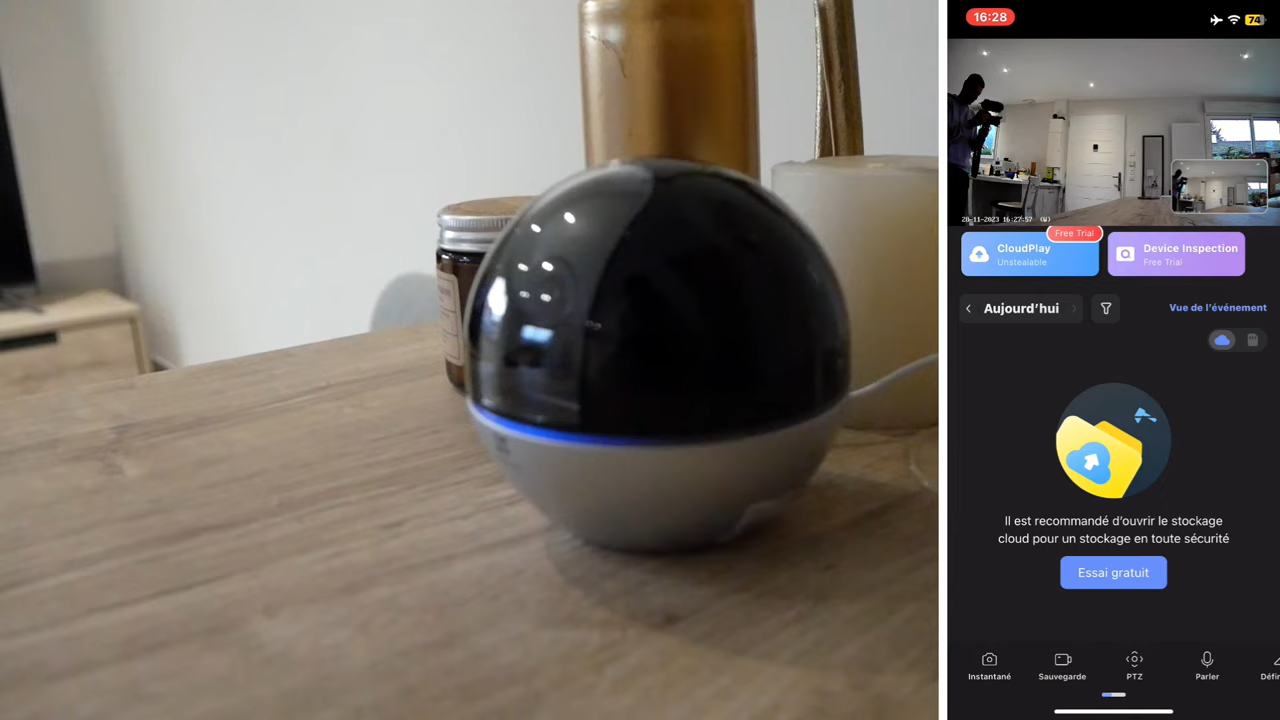 16:28
74
28-11-2023 16:27:57 (W)
Free Trial
CloudPlay
Unstealable
Device Inspection
Free Trial
Aujourd'hui
Vue de l'événement
Il est recommandé d'ouvrir le stockage
cloud pour un stockage en toute sécurité
Essai gratuit
Instantané
Sauvegarde
PTZ
Parler
Défin